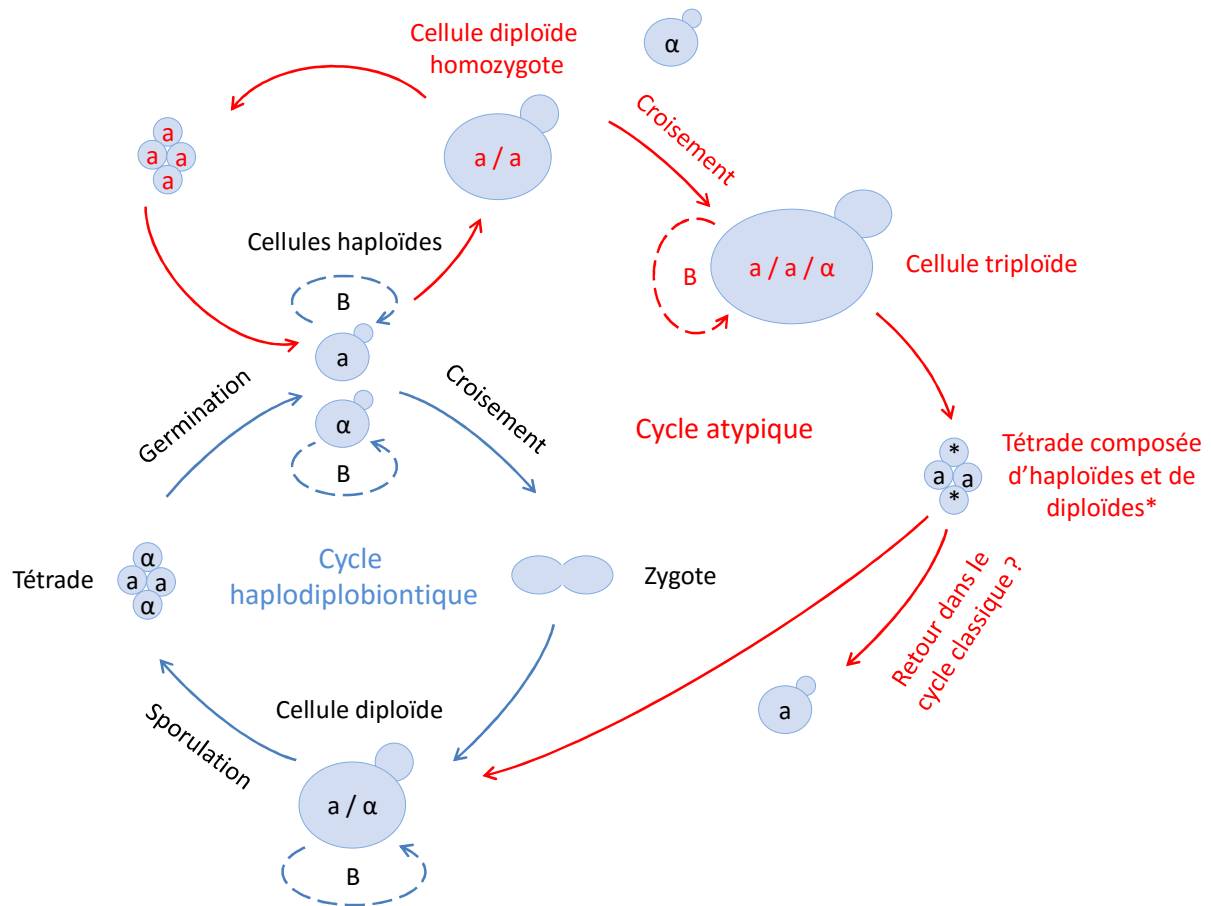 Cellule diploïde
homozygote
α
Croisement
a
a
a
a
a / a
Cellules haploïdes
B
a / a / α
B
Cellule triploïde
a
α
B
Germination
Croisement
Cycle atypique
*
a
a
*
Tétrade composée
d’haploïdes et de
diploïdes*
Tétrade
α
a
a
α
Cycle
haplodiplobiontique
Zygote
Retour dans le
cycle classique ?
a
Sporulation
Cellule diploïde
a / α
B